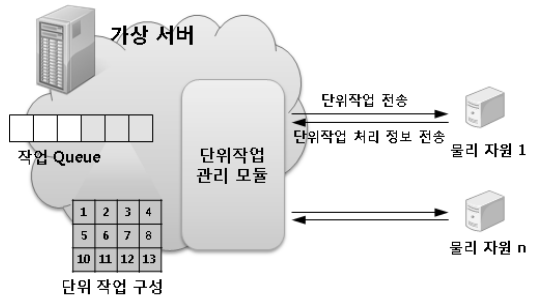 가상 서버
단위작업 전송
단위작업 처리 정보 전송
물리 자원 1
작업 Queue
단위작업
관리 모듈
1 2 3 4
5 6 7 8
10 11 12 13
단위 작업 구성
물리 자원 n